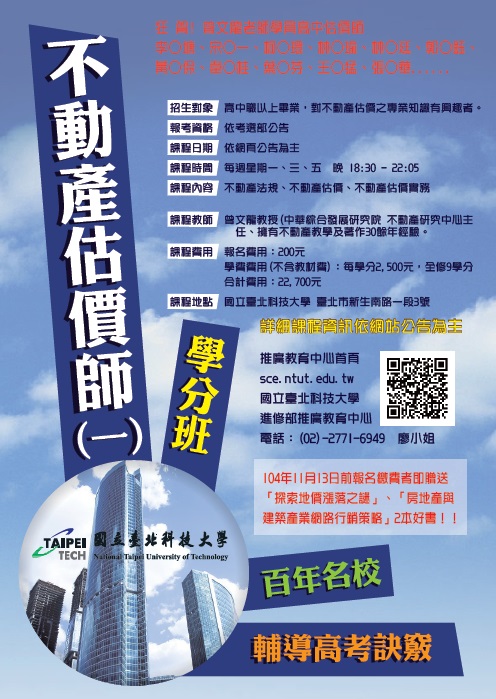 不動產估價師(一)
學分班
招生對象 高中職以上畢業，對不動產估價之專業知識有興趣者。
報考資格 依考選部公告
課程日期 依網頁公告為主
課程時間 每週星期一、三、五 晚 18:30 - 22:05
課程內容 不動產法規、不動產估價、不動產估價實務
課程教師 曾文龍教授(中華綜合發展研究院 不動產研究中心主
任、擁有不動產教學及著作30餘年經驗。
課程費用 報名費用：200元
學費費用(不含教材費)：每學分2,500元，全修9學分
合計費用：22,700元
課程地點 國立臺北科技大學 臺北市新生南路一段3號
詳細課程資訊依網站公告為主
推廣教育中心首頁
sce.ntut.edu.tw
國立臺北科技大學
進修部推廣教育中心
電話：(02)-2771-6949 廖小姐
104年11月13日前報名繳費者即贈送
「探索地價漲落之謎」、「房地產與
建築產業網路行銷策略」2本好書！！
TAIPEI
TECH
國立臺北科技大學
National Taipei University of Technology
百年名校
輔導高考訣竅